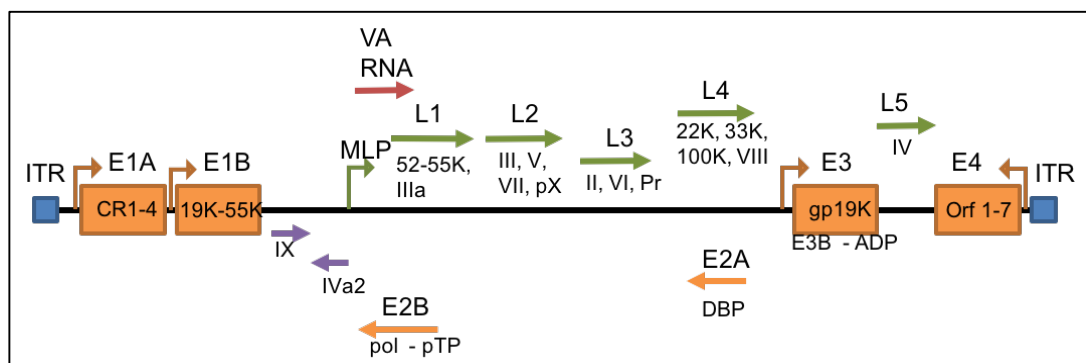 VA
RNA
L1
L2
L3
L4
L5
MLP
52-55K,
IIIa
III, V,
VII, pX
II, VI, Pr
22K, 33K,
100K, VIII
IV
ITR
E1A
E1B
E3
E4
ITR
CR1-4
19K-55K
gp19K
Orf 1-7
E3B - ADP
IX
IVa2
E2A
DBP
E2B
pol - pTP